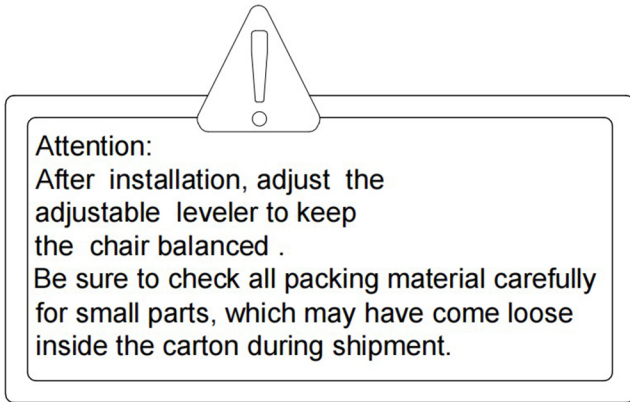 Attention:
After installation, adjust the
adjustable leveler to keep
the chair balanced .
Be sure to check all packing material carefully
for small parts, which may have come loose
inside the carton during shipment.